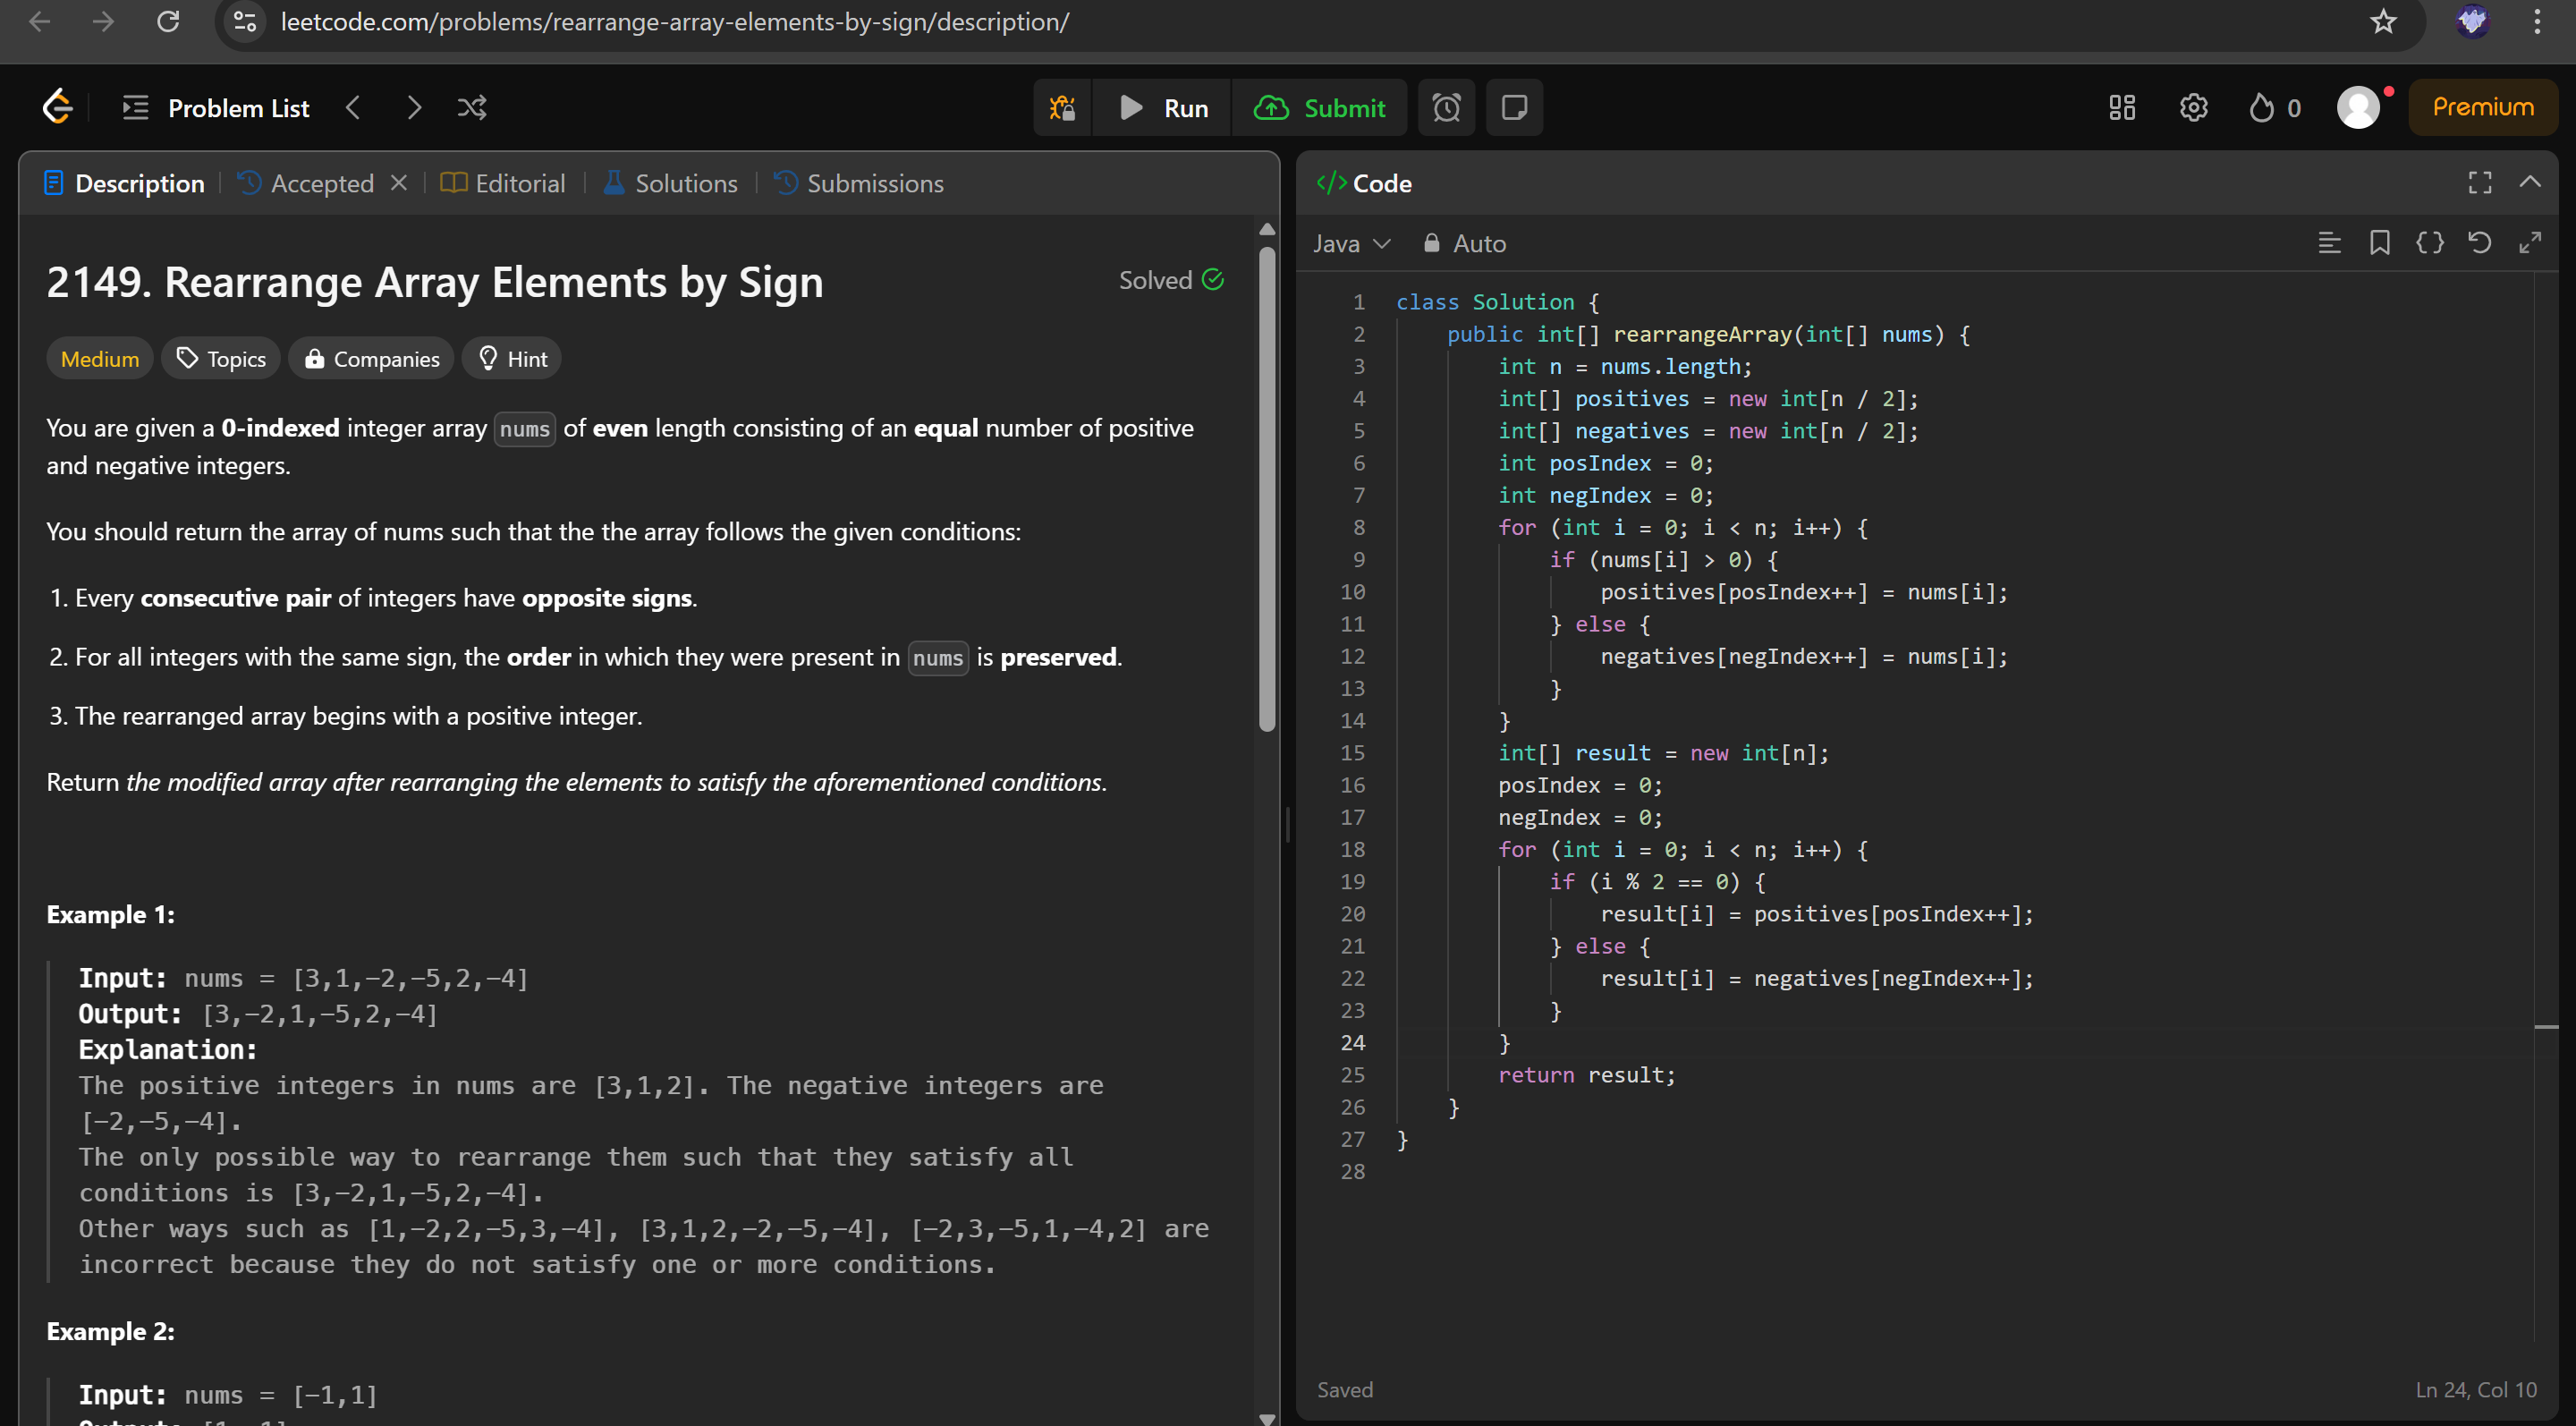 leetcode.com/problems/rearrange-array-elements-by-sign/description/
Problem List
Run
Submit
0
Premium
Description
Accepted
Editorial
Solutions
Submissions
2149. Rearrange Array Elements by Sign
Solved
Medium
Topics
Companies
Hint
You are given a 0-indexed integer array nums of even length consisting of an equal number of positive
and negative integers.
You should return the array of nums such that the the array follows the given conditions:
1. Every consecutive pair of integers have opposite signs.
2. For all integers with the same sign, the order in which they were present in nums is preserved.
3. The rearranged array begins with a positive integer.
Return the modified array after rearranging the elements to satisfy the aforementioned conditions.
Example 1:
Input: nums = [3,1,-2,-5,2,-4]
Output: [3,-2,1,-5,2,-4]
Explanation:
The positive integers in nums are [3,1,2]. The negative integers are
[-2,-5,-4].
The only possible way to rearrange them such that they satisfy all
conditions is [3,-2,1,-5,2,-4].
Other ways such as [1,-2,2,-5,3,-4], [3,1,2,-2,-5,-4], [-2,3,-5,1,-4,2] are
incorrect because they do not satisfy one or more conditions.
Example 2:
Input: nums = [-1,1]
</> Code
Java
Auto
1 class Solution {
2 public int[] rearrangeArray(int[] nums) {
3 int n = nums.length;
4 int[] positives = new int[n / 2];
5 int[] negatives = new int[n / 2];
6 int posIndex = 0;
7 int negIndex = 0;
8 for (int i = 0; i < n; i++) {
9 if (nums[i] > 0) {
10 positives[posIndex++] = nums[i];
11 } else {
12 negatives[negIndex++] = nums[i];
13 }
14 }
15 int[] result = new int[n];
16 posIndex = 0;
17 negIndex = 0;
18 for (int i = 0; i < n; i++) {
19 if (i % 2 == 0) {
20 result[i] = positives[posIndex++];
21 } else {
22 result[i] = negatives[negIndex++];
23 }
24 }
25 return result;
26 }
27 }
28
Saved
Ln 24, Col 10